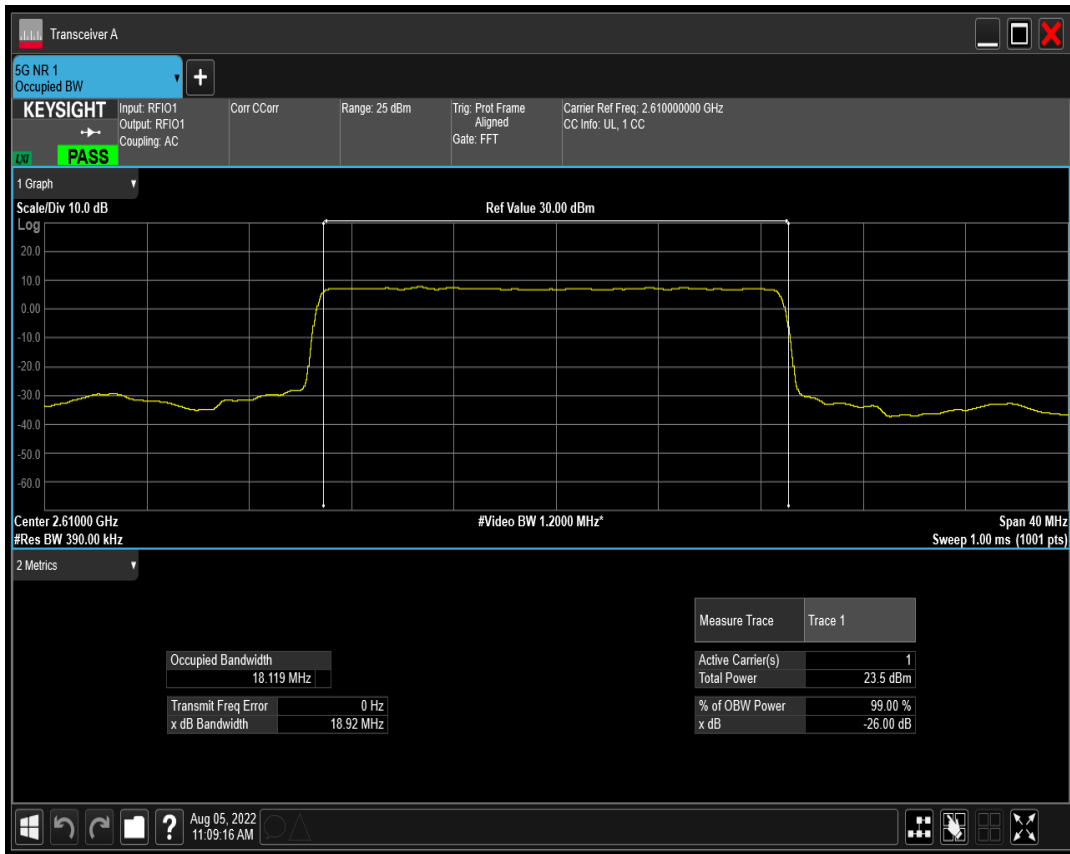 Transceiver A
5G NR 1
Occupied BW
+
KEYSIGHT
LXI
PASS
Input: RFIO1
Output: RFIO1
Coupling: AC
Corr CCorr
Range: 25 dBm
Trig: Prot Frame
Aligned
Gate: FFT
Carrier Ref Freq: 2.610000000 GHz
CC Info: UL, 1 CC
1 Graph
Scale/Div 10.0 dB
Ref Value 30.00 dBm
Log
20.0
10.0
0.00
-10.0
-20.0
-30.0
-40.0
-50.0
-60.0
Center 2.61000 GHz
#Video BW 1.2000 MHz*
Span 40 MHz
#Res BW 390.00 kHz
Sweep 1.00 ms (1001 pts)
2 Metrics
Measure Trace Trace 1
Occupied Bandwidth
18.119 MHz
Active Carrier(s) 1
Total Power 23.5 dBm
Transmit Freq Error 0 Hz
x dB Bandwidth 18.92 MHz
% of OBW Power 99.00 %
x dB -26.00 dB
?
Aug 05, 2022
11:09:16 AM